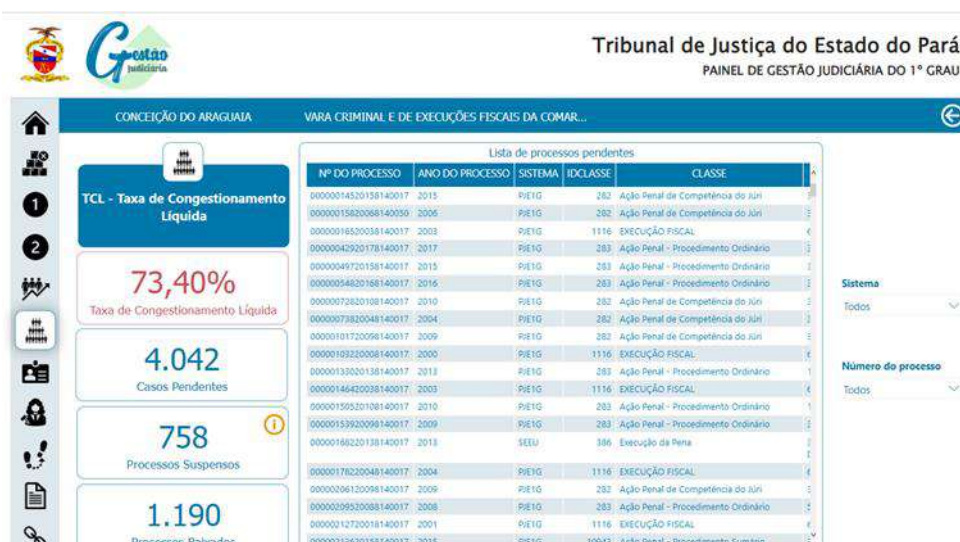 Gestão
Judiciária
Tribunal de Justiça do Estado do Pará
PAINEL DE GESTÃO JUDICIÁRIA DO 1º GRAU
CONCEIÇÃO DO ARAGUAIA VARA CRIMINAL E DE EXECUÇÕES FISCAIS DA COMAR...
TCL - Taxa de Congestionamento
Líquida
73,40%
Taxa de Congestionamento Líquida
4.042
Casos Pendentes
758
Processos Suspensos
1.190
Processos Baixados
Lista de processos pendentes
Nº DO PROCESSO ANO DO PROCESSO SISTEMA IDCLASSE CLASSE
00000014520158140017 2015 PJE1G 282 Ação Penal de Competência do Júri
00000015820068140050 2006 PJE1G 282 Ação Penal de Competência do Júri
00000016520038140017 2003 PJE1G 1116 EXECUÇÃO FISCAL
00000042920178140017 2017 PJE1G 283 Ação Penal - Procedimento Ordinário
00000049720158140017 2015 PJE1G 283 Ação Penal - Procedimento Ordinário
00000054820168140017 2016 PJE1G 283 Ação Penal - Procedimento Ordinário
00000072820108140017 2010 PJE1G 282 Ação Penal de Competência do Júri
00000073820048140017 2004 PJE1G 282 Ação Penal de Competência do Júri
00000101720098140017 2009 PJE1G 282 Ação Penal de Competência do Júri
00000103220008140017 2000 PJE1G 1116 EXECUÇÃO FISCAL
00000133020138140017 2013 PJE1G 283 Ação Penal - Procedimento Ordinário
00000146420038140017 2003 PJE1G 1116 EXECUÇÃO FISCAL
00000150520108140017 2010 PJE1G 283 Ação Penal - Procedimento Ordinário
00000153920098140017 2009 PJE1G 283 Ação Penal - Procedimento Ordinário
00000168220138140017 2013 SEEU 386 Execução da Pena
00000178220048140017 2004 PJE1G 1116 EXECUÇÃO FISCAL
00000206120098140017 2009 PJE1G 282 Ação Penal de Competência do Júri
00000209520088140017 2008 PJE1G 283 Ação Penal - Procedimento Ordinário
00000212720018140017 2001 PJE1G 1116 EXECUÇÃO FISCAL
2015 PJE1G 10943 Ação Penal - Procedimento Sumário
Sistema
Todos
Número do processo
Todos
1
2